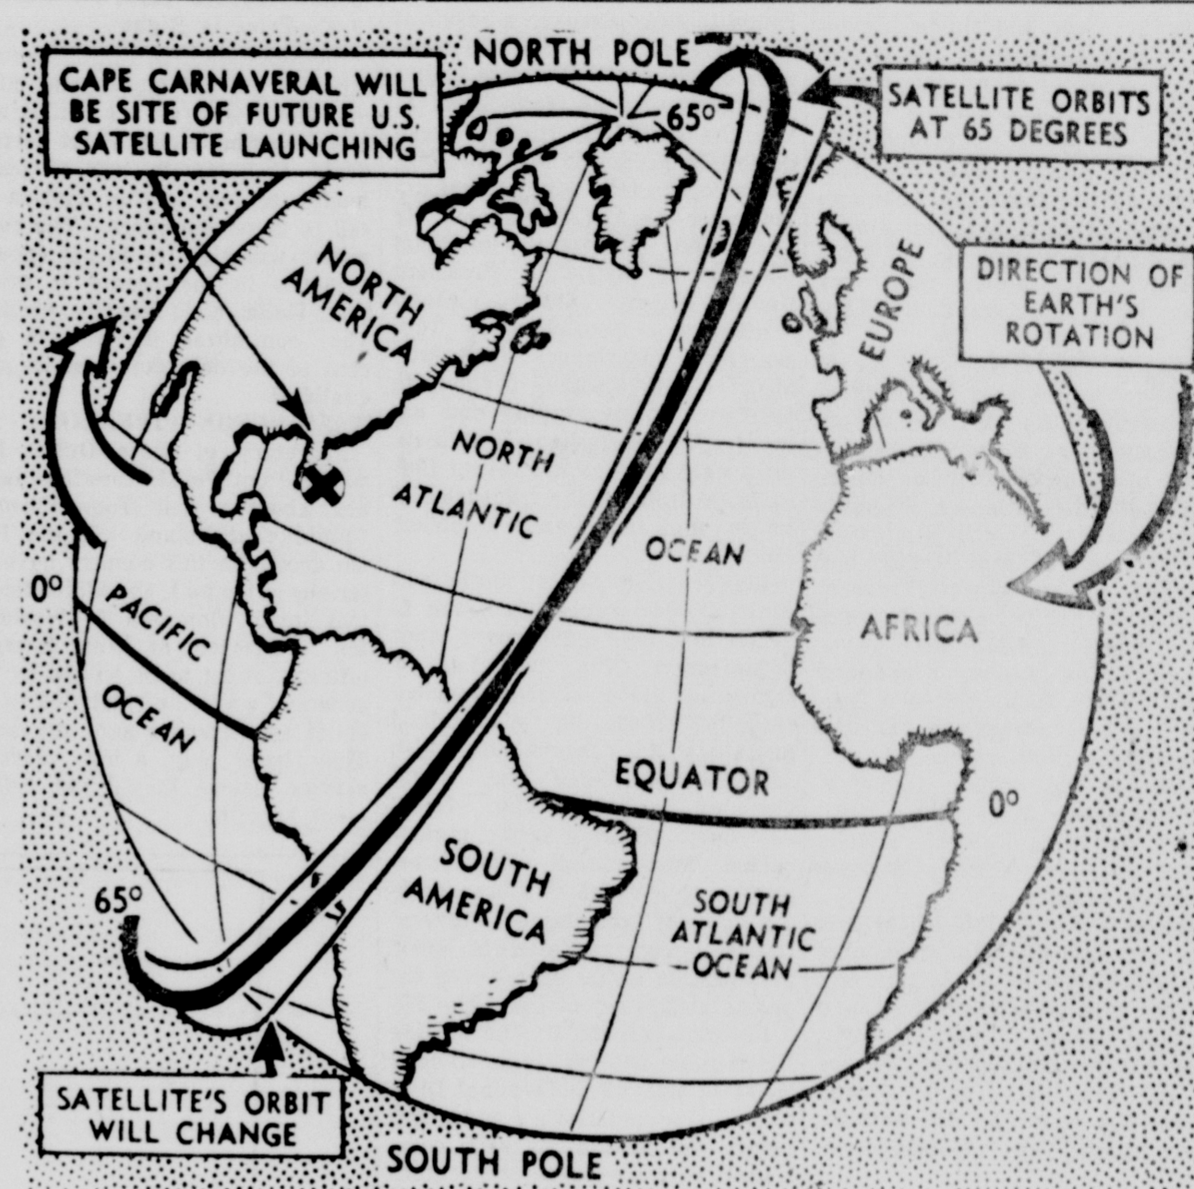 NORTH POLE
CAPE CARNAVERAL WILL
BE SITE OF FUTURE U.S.
SATELLITE LAUNCHING
65°
SATELLITE ORBITS
AT 65 DEGREES
NORTH
AMERICA
EUROPE
DIRECTION OF
EARTH'S
ROTATION
NORTH
ATLANTIC
OCEAN
0°
PACIFIC
OCEAN
AFRICA
EQUATOR
0°
SOUTH
AMERICA
65°
SOUTH
ATLANTIC
OCEAN
SATELLITE'S ORBIT
WILL CHANGE
SOUTH POLE